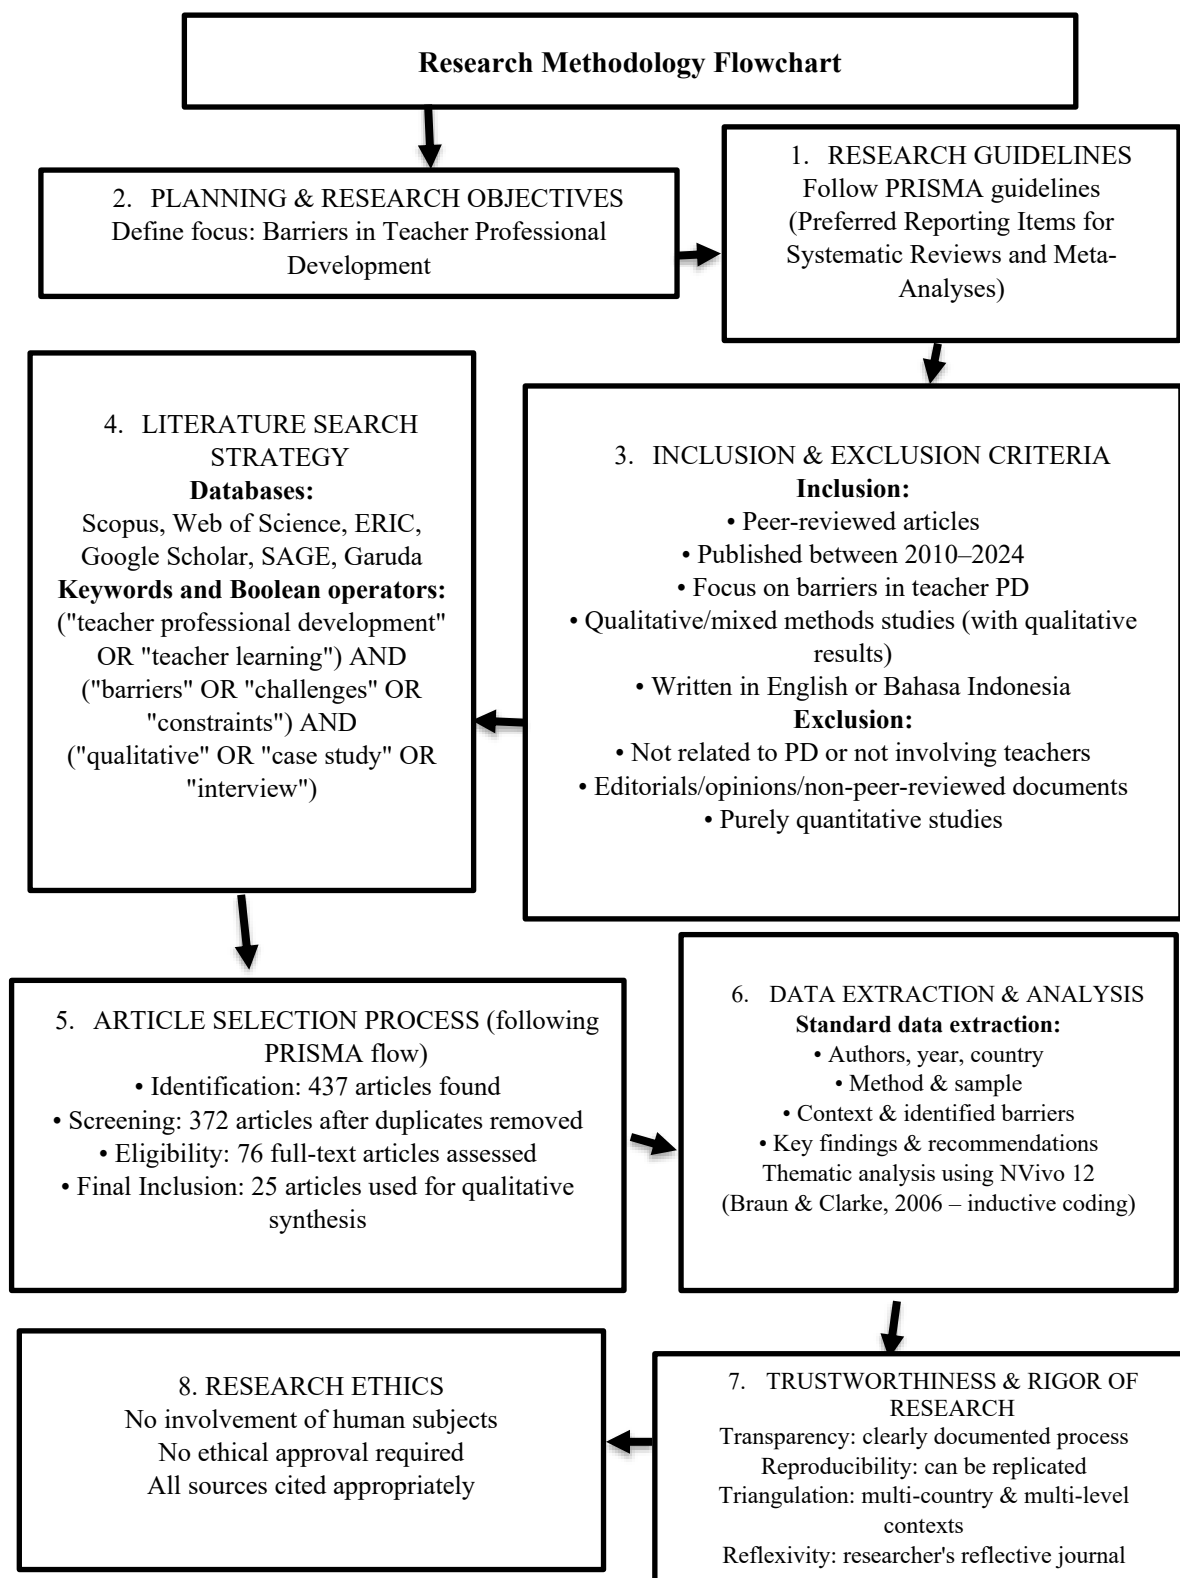 Research Methodology Flowchart
2. PLANNING & RESEARCH OBJECTIVES
Define focus: Barriers in Teacher Professional
Development
1. RESEARCH GUIDELINES
Follow PRISMA guidelines
(Preferred Reporting Items for
Systematic Reviews and Meta-
Analyses)
3. INCLUSION & EXCLUSION CRITERIA
Inclusion:
• Peer-reviewed articles
• Published between 2010–2024
• Focus on barriers in teacher PD
• Qualitative/mixed methods studies (with qualitative
results)
• Written in English or Bahasa Indonesia
Exclusion:
• Not related to PD or not involving teachers
• Editorials/opinions/non-peer-reviewed documents
• Purely quantitative studies
4. LITERATURE SEARCH
STRATEGY
Databases:
Scopus, Web of Science, ERIC,
Google Scholar, SAGE, Garuda
Keywords and Boolean operators:
("teacher professional development"
OR "teacher learning") AND
("barriers" OR "challenges" OR
"constraints") AND
("qualitative" OR "case study" OR
"interview")
5. ARTICLE SELECTION PROCESS (following
PRISMA flow)
• Identification: 437 articles found
• Screening: 372 articles after duplicates removed
• Eligibility: 76 full-text articles assessed
• Final Inclusion: 25 articles used for qualitative
synthesis
6. DATA EXTRACTION & ANALYSIS
Standard data extraction:
• Authors, year, country
• Method & sample
• Context & identified barriers
• Key findings & recommendations
Thematic analysis using NVivo 12
(Braun & Clarke, 2006 – inductive coding)
7. TRUSTWORTHINESS & RIGOR OF
RESEARCH
Transparency: clearly documented process
Reproducibility: can be replicated
Triangulation: multi-country & multi-level
contexts
Reflexivity: researcher's reflective journal
8. RESEARCH ETHICS
No involvement of human subjects
No ethical approval required
All sources cited appropriately